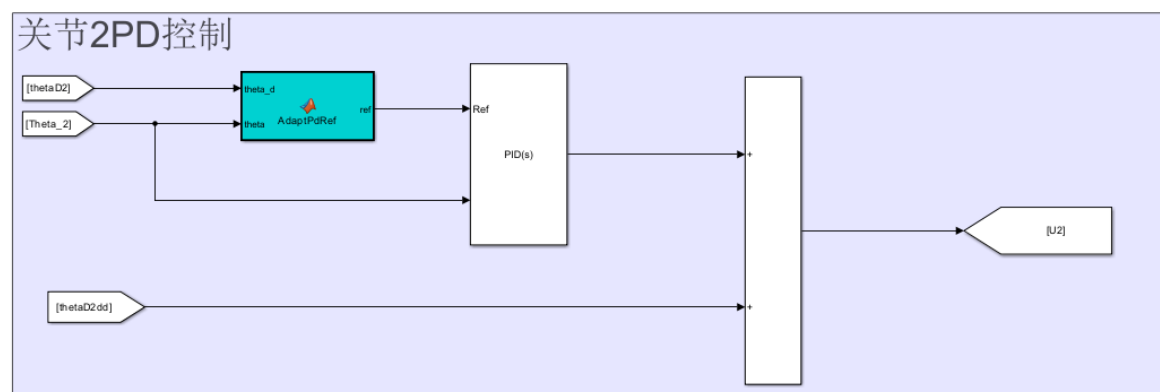 关节2PD控制
[thetaD2]
[Theta_2]
theta_d
theta
ref
AdaptPdRef
Ref
PID(s)
+
+
[U2]
[thetaD2dd]